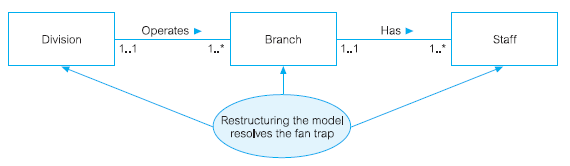 Operates ►
Has ►
Division
Branch
Staff
1..1
1..*
1..1
1..*
Restructuring the model
resolves the fan trap